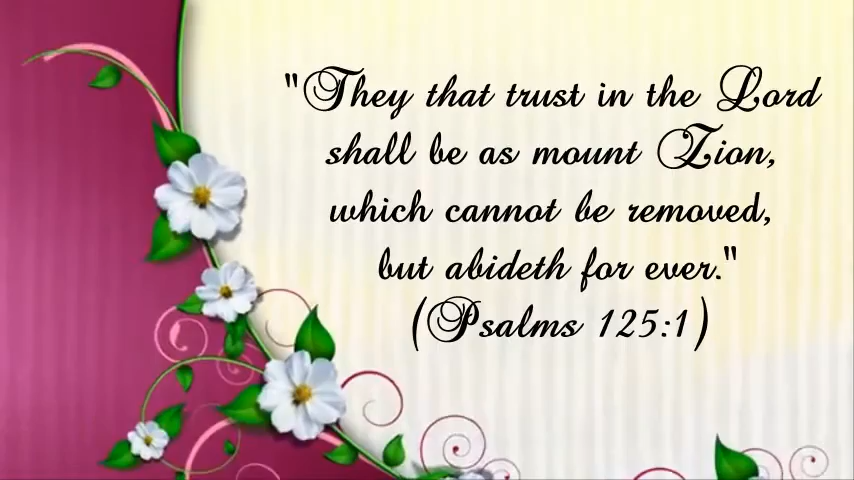 "They that trust in the Lord
shall be as mount Zion,
which cannot be removed,
but abideth for ever."
(Psalms 125:1)